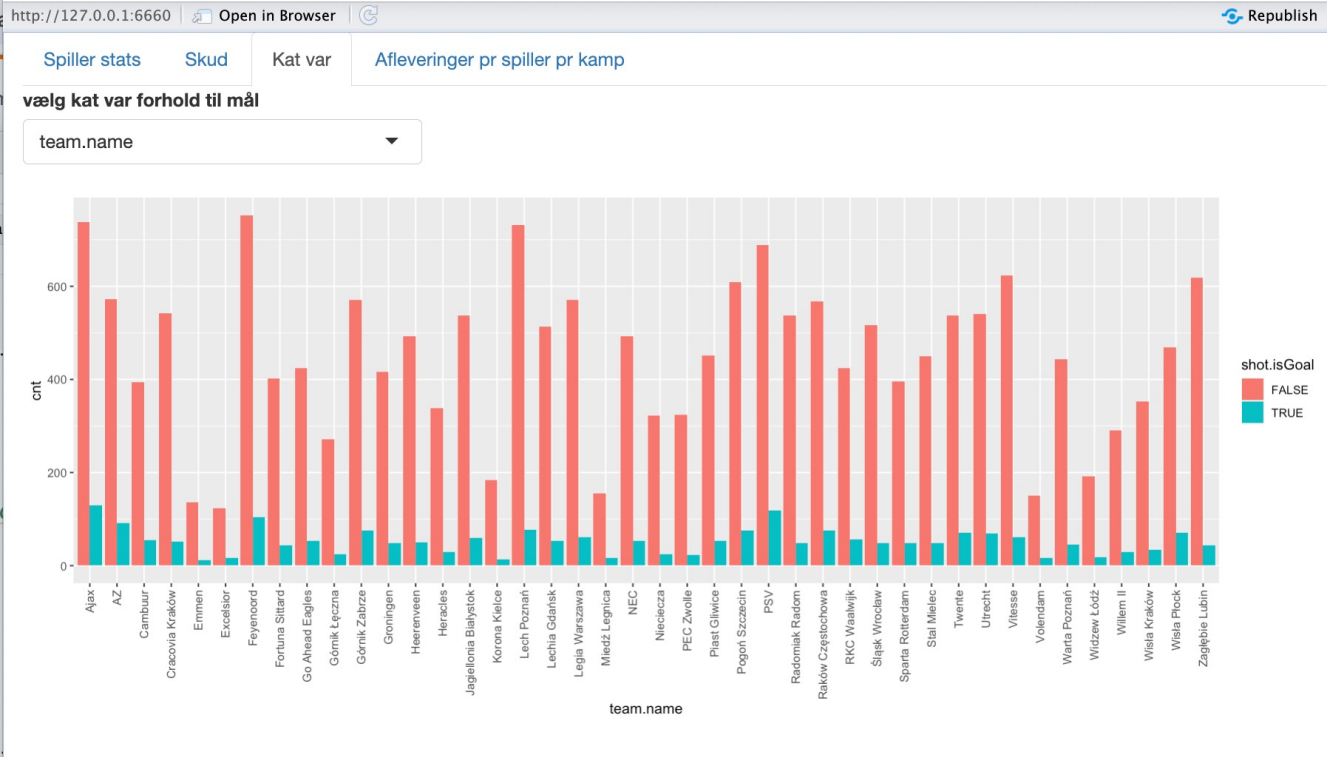 http://127.0.0.1:6660 Open in Browser Republish
Spiller stats Skud Kat var Afleveringer pr spiller pr kamp
vælg kat var forhold til mål
team.name
600
400
200
0
cnt
shot.isGoal
FALSE
TRUE
Ajax
AZ
Cambuur
Cracovia Kraków
Emmen
Excelsior
Feyenoord
Fortuna Sittard
Go Ahead Eagles
Górnik Łęczna
Górnik Zabrze
Groningen
Heerenveen
Heracles
Jagiellonia Białystok
Korona Kielce
Lech Poznań
Lechia Gdańsk
Legia Warszawa
Miedź Legnica
NEC
Nieciecza
PEC Zwolle
Piast Gliwice
Pogoń Szczecin
PSV
Radomiak Radom
Raków Częstochowa
RKC Waalwijk
Śląsk Wrocław
Sparta Rotterdam
Stal Mielec
Twente
Utrecht
Vitesse
Volendam
Warta Poznań
Widzew Łódź
Willem II
Wisła Kraków
Wisła Płock
Zagłębie Lubin
team.name